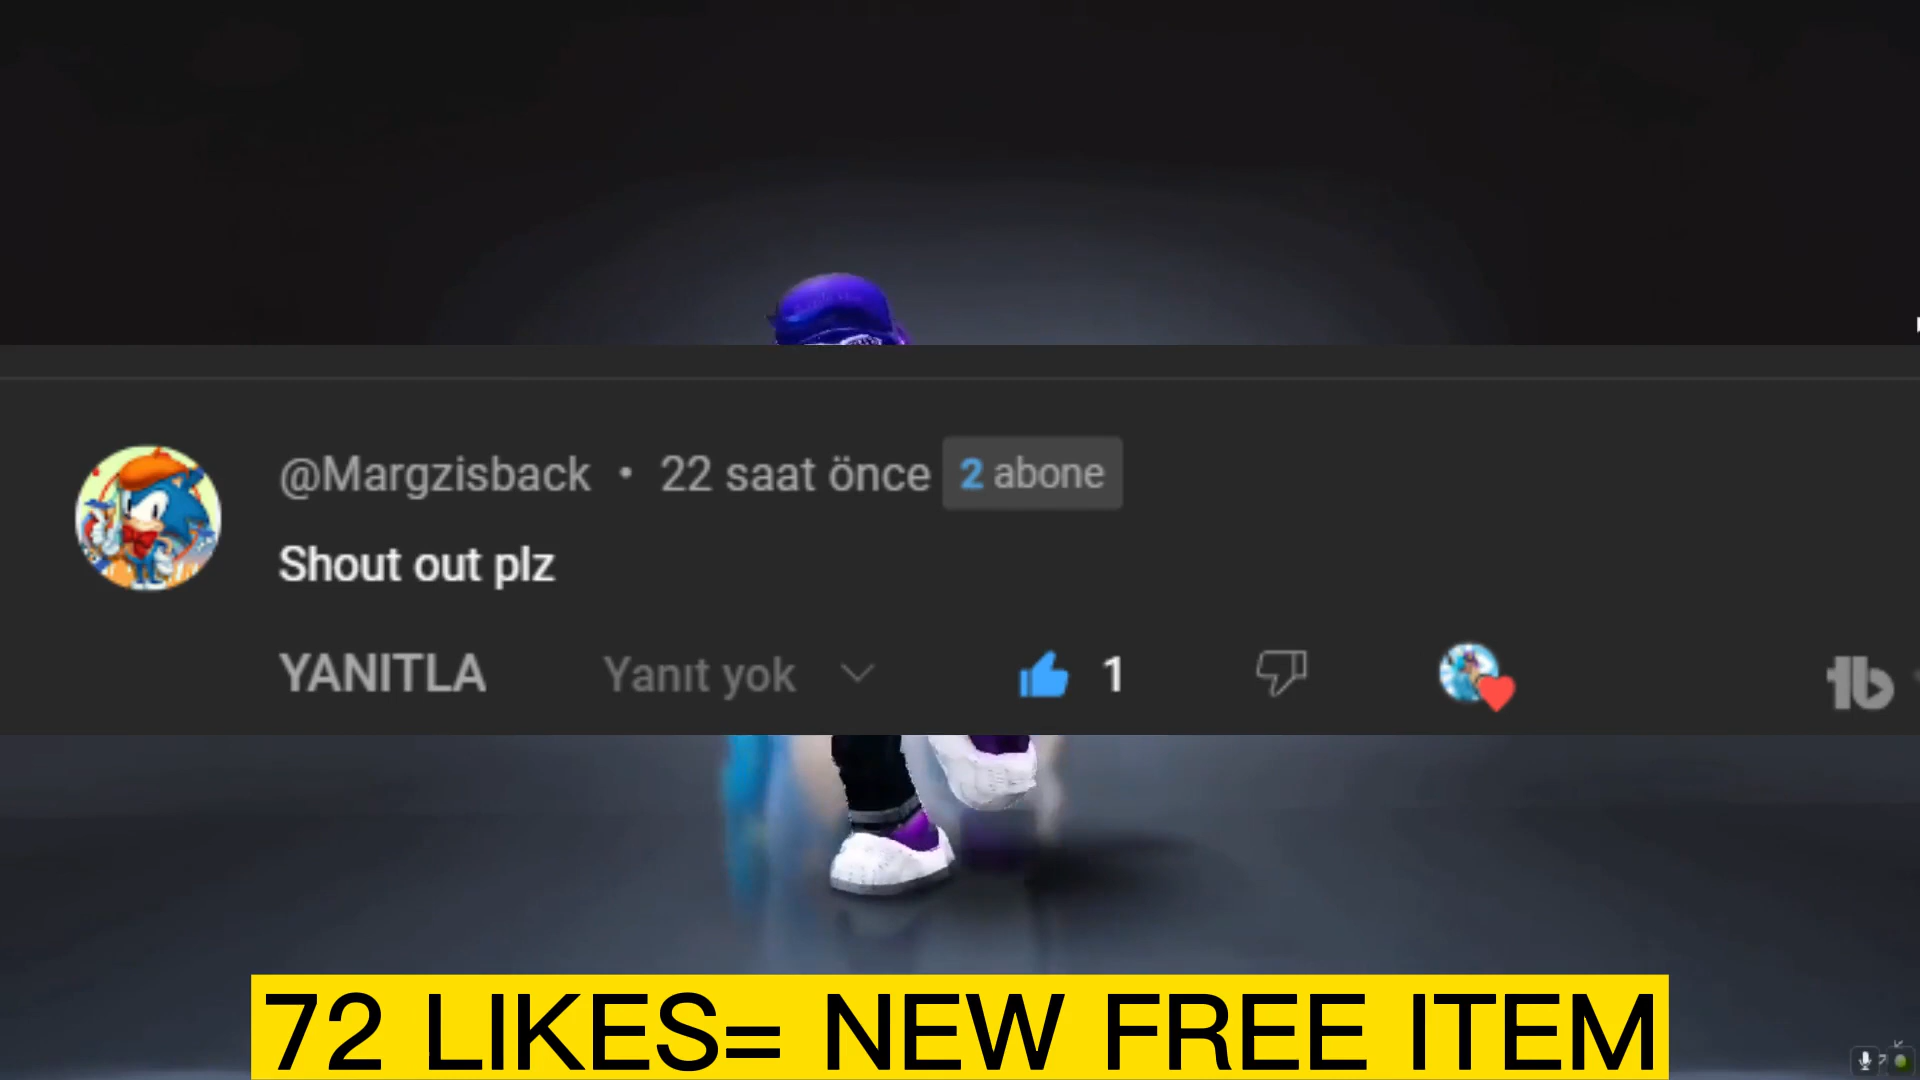 @Margzisback • 22 saat önce 2 abone
Shout out plz
YANITLA Yanıt yok 1
72 LIKES= NEW FREE ITEM